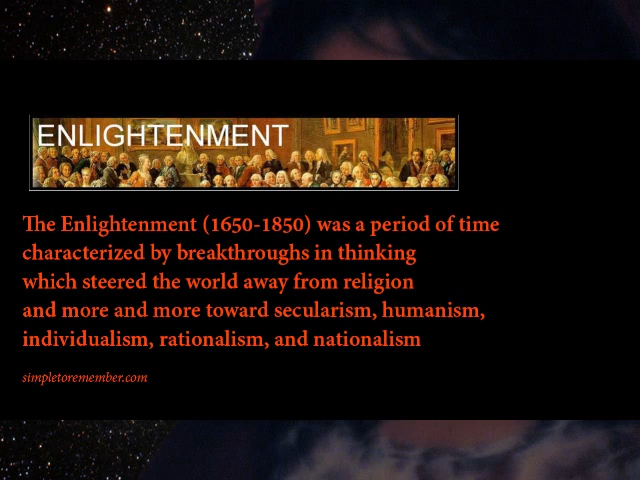 ENLIGHTENMENT
The Enlightenment (1650-1850) was a period of time
characterized by breakthroughs in thinking
which steered the world away from religion
and more and more toward secularism, humanism,
individualism, rationalism, and nationalism
simpletoremember.com